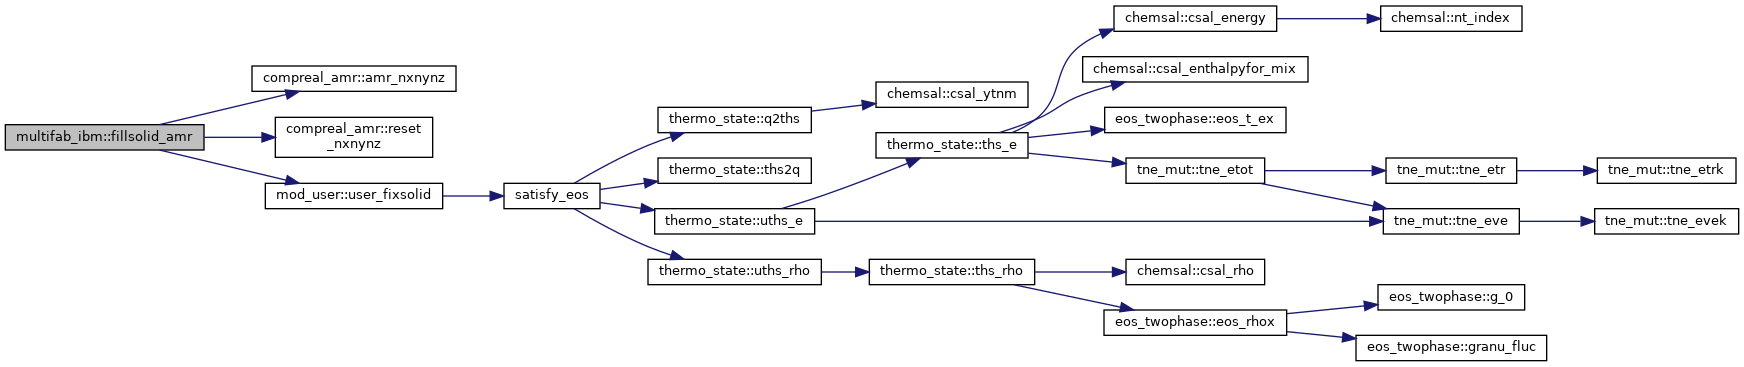 multifab_ibm::fillsolid_amr
compreal_amr::amr_nxnynz
compreal_amr::reset
_nxnynz
mod_user::user_fixsolid
satisfy_eos
thermo_state::q2ths
chemsal::csal_ytnm
thermo_state::ths2q
thermo_state::uths_e
thermo_state::uths_rho
thermo_state::ths_e
chemsal::csal_energy
chemsal::nt_index
chemsal::csal_enthalpyfor_mix
eos_twophase::eos_t_ex
tne_mut::tne_etot
tne_mut::tne_etr
tne_mut::tne_etrk
tne_mut::tne_eve
tne_mut::tne_evek
thermo_state::ths_rho
chemsal::csal_rho
eos_twophase::eos_rhox
eos_twophase::g_0
eos_twophase::granu_fluc